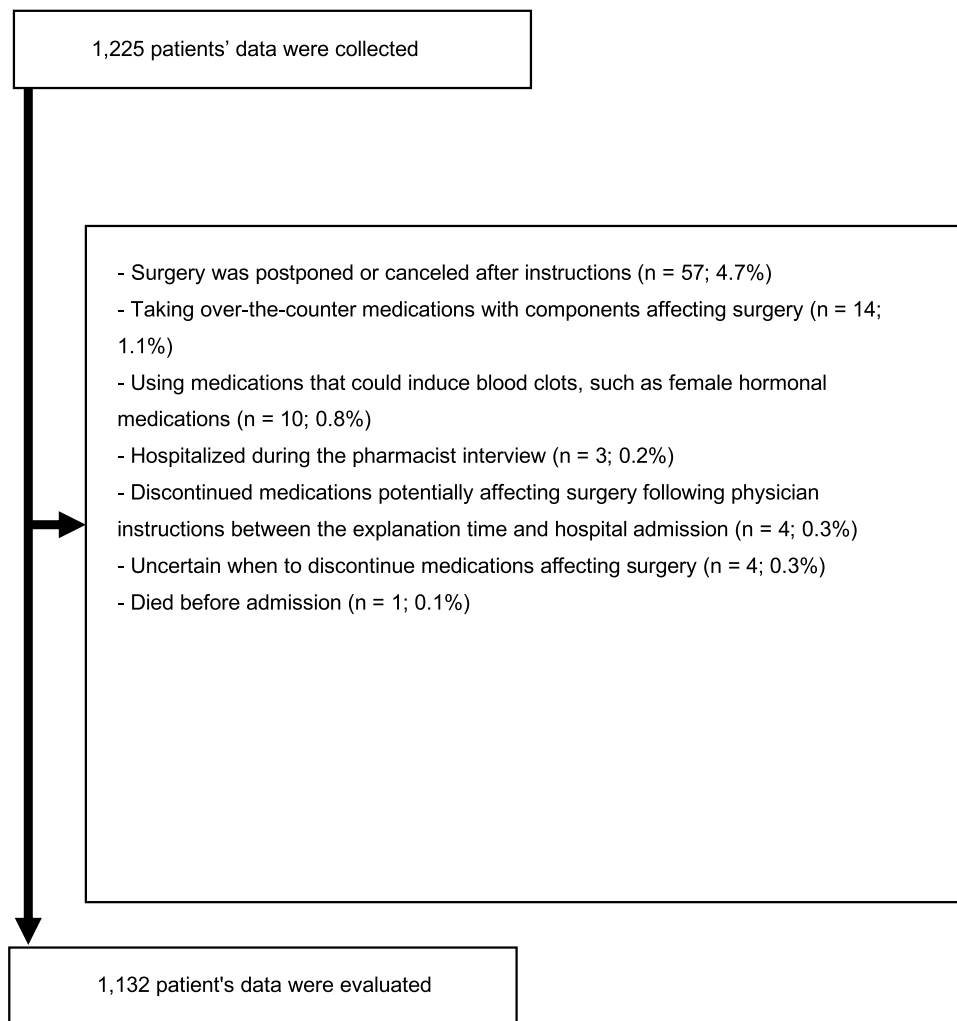 1,225 patients’ data were collected
- Surgery was postponed or canceled after instructions (n = 57; 4.7%)
- Taking over-the-counter medications with components affecting surgery (n = 14;
1.1%)
- Using medications that could induce blood clots, such as female hormonal
medications (n = 10; 0.8%)
- Hospitalized during the pharmacist interview (n = 3; 0.2%)
- Discontinued medications potentially affecting surgery following physician
instructions between the explanation time and hospital admission (n = 4; 0.3%)
- Uncertain when to discontinue medications affecting surgery (n = 4; 0.3%)
- Died before admission (n = 1; 0.1%)
1,132 patient's data were evaluated